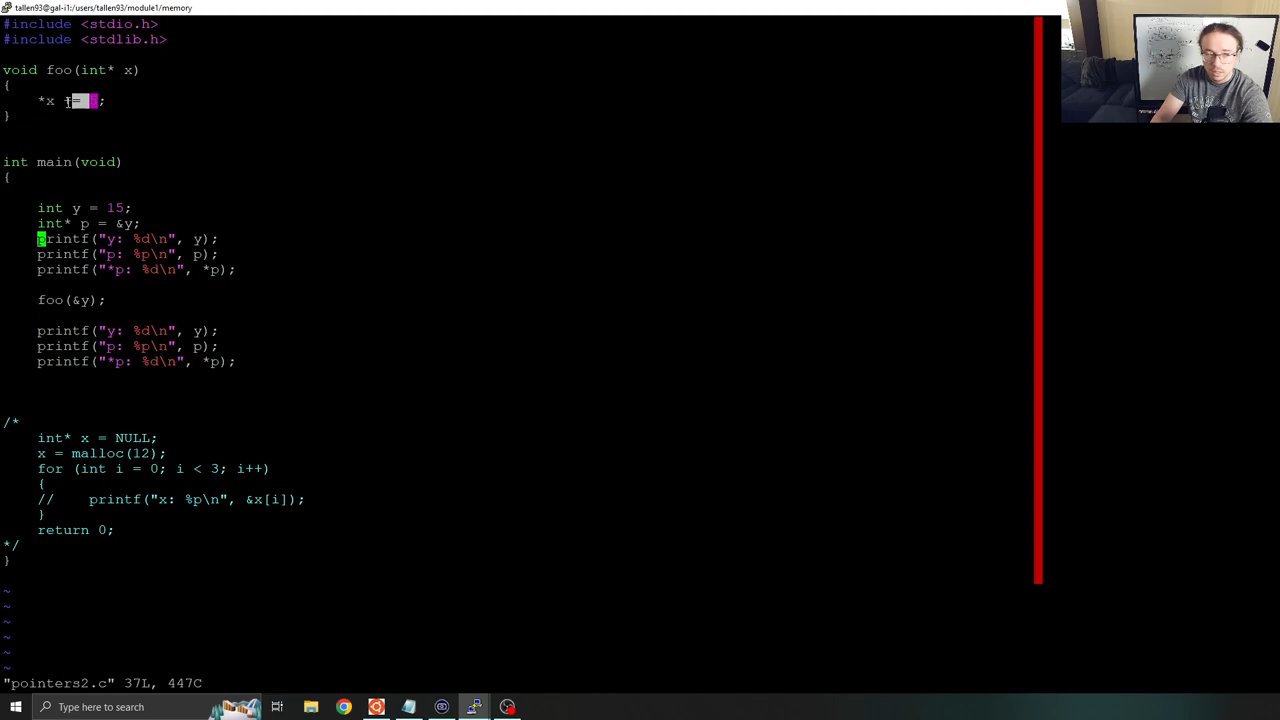 tallen93@gal-i1:/users/tallen93/module1/memory
#include <stdio.h>
#include <stdlib.h>
void foo(int* x)
{
    *x += 5;
}
int main(void)
{
    int y = 15;
    int* p = &y;
    printf("y: %d\n", y);
    printf("p: %p\n", p);
    printf("*p: %d\n", *p);
    foo(&y);
    printf("y: %d\n", y);
    printf("p: %p\n", p);
    printf("*p: %d\n", *p);
/*
    int* x = NULL;
    x = malloc(12);
    for (int i = 0; i < 3; i++)
    {
    //    printf("x: %p\n", &x[i]);
    }
    return 0;
*/
}
~
~
~
~
~
~
"pointers2.c" 37L, 447C
Type here to search